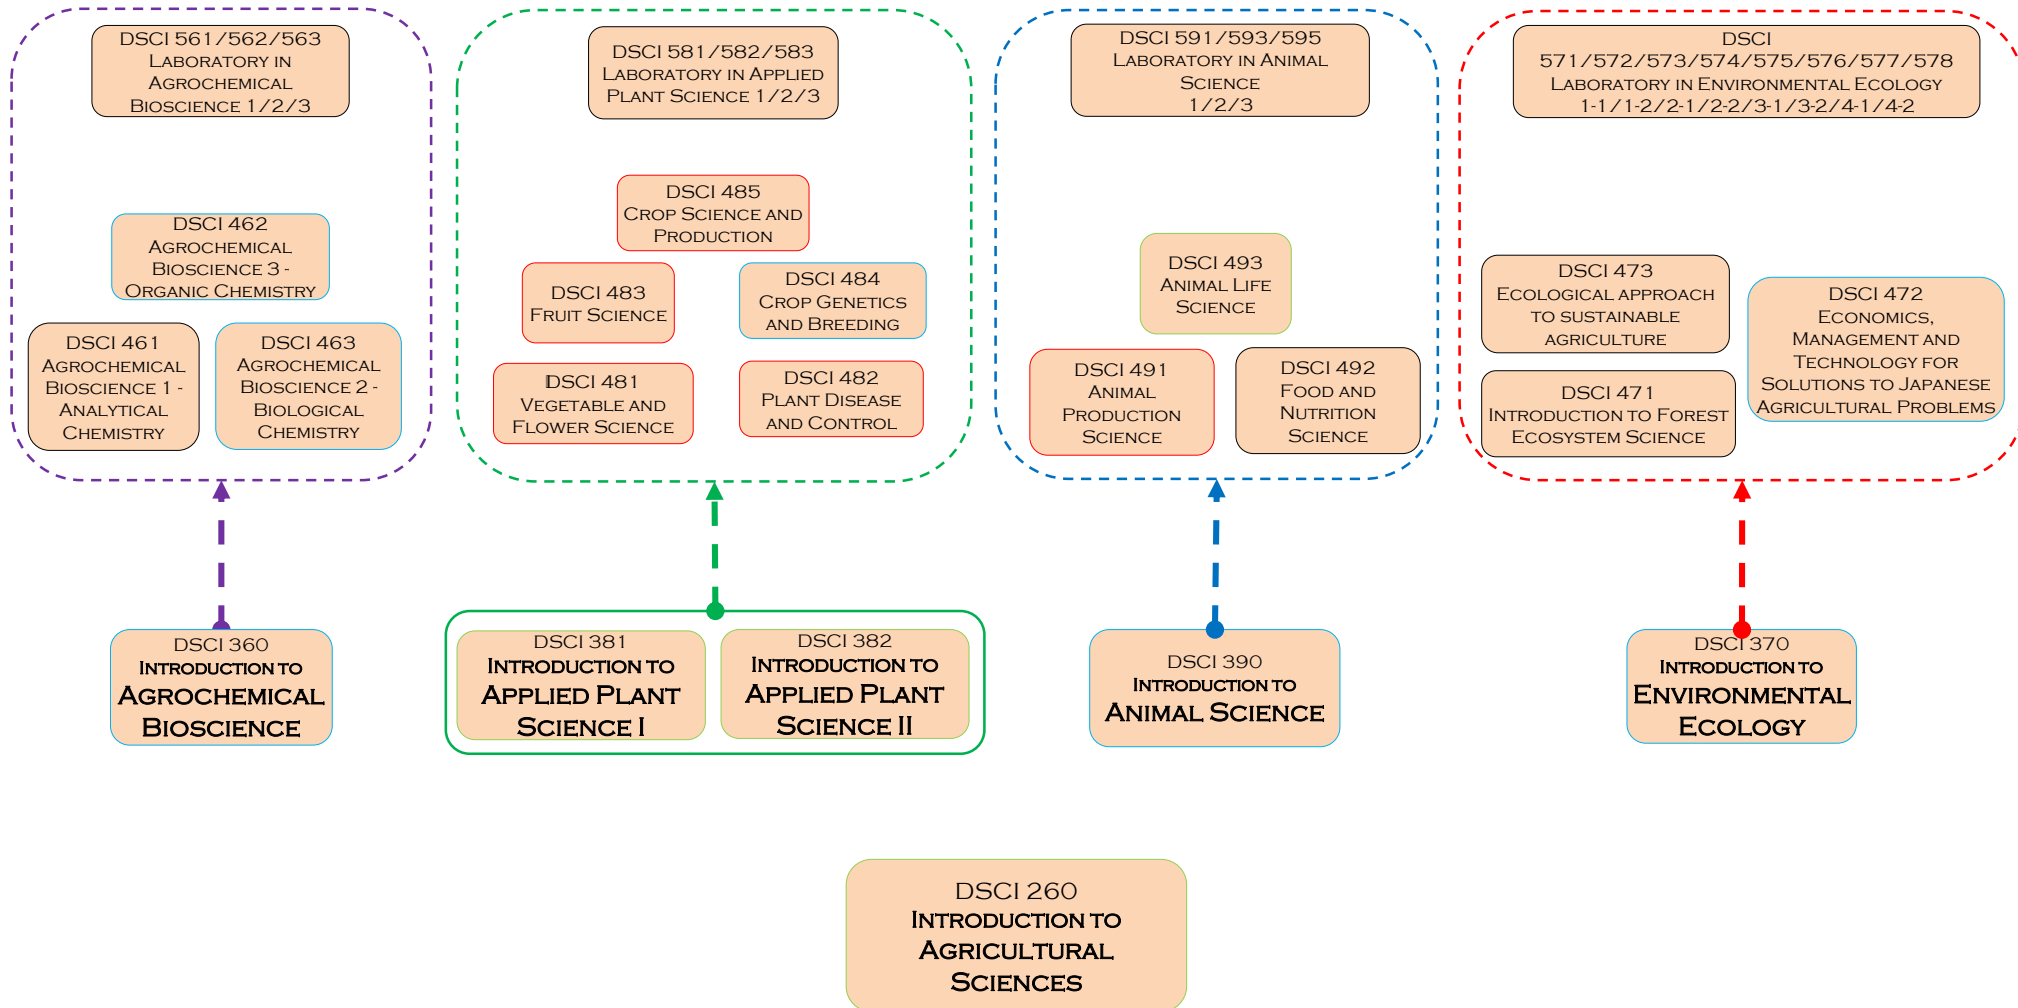 DSCI 561/562/563
Laboratory in
Agrochemical
Bioscience 1/2/3
DSCI 462
Agrochemical
Bioscience 3 -
Organic Chemistry
DSCI 461
Agrochemical
Bioscience 1 -
Analytical
Chemistry
DSCI 463
Agrochemical
Bioscience 2 -
Biological
Chemistry
DSCI 360
Introduction to
Agrochemical
Bioscience
DSCI 581/582/583
Laboratory in Applied
Plant Science 1/2/3
DSCI 485
Crop Science and
Production
DSCI 483
Fruit Science
DSCI 484
Crop Genetics
and Breeding
DSCI 481
Vegetable and
Flower Science
DSCI 482
Plant Disease
and Control
DSCI 381
Introduction to
Applied Plant
Science I
DSCI 382
Introduction to
Applied Plant
Science II
DSCI 591/593/595
Laboratory in Animal
Science
1/2/3
DSCI 493
Animal Life
Science
DSCI 491
Animal
Production
Science
DSCI 492
Food and
Nutrition
Science
DSCI 390
Introduction to
Animal Science
DSCI
571/572/573/574/575/576/577/578
Laboratory in Environmental Ecology
1-1/1-2/2-1/2-2/3-1/3-2/4-1/4-2
DSCI 473
Ecological approach
to sustainable
agriculture
DSCI 472
Economics,
Management and
Technology for
Solutions to Japanese
Agricultural Problems
DSCI 471
Introduction to Forest
Ecosystem Science
DSCI 370
Introduction to
Environmental
Ecology
DSCI 260
Introduction to
Agricultural
Sciences